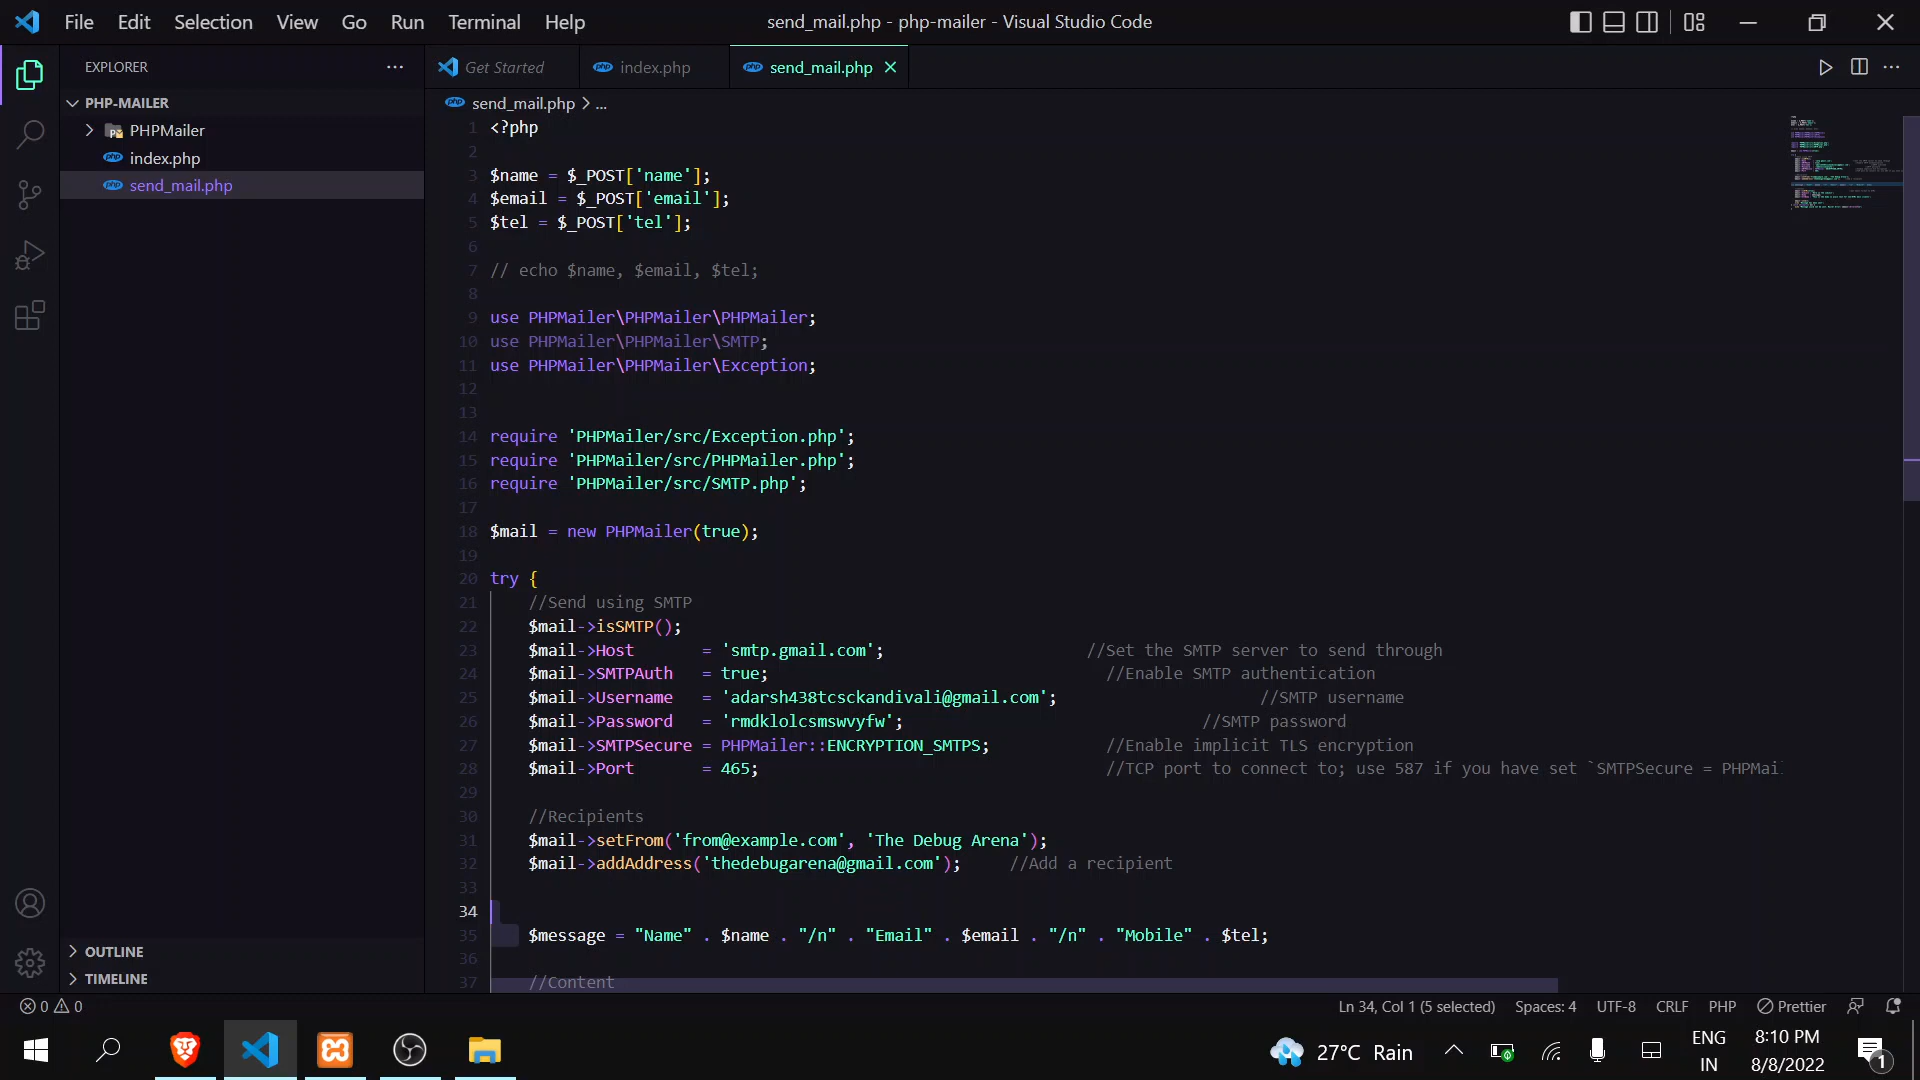 File Edit Selection View Go Run Terminal Help
send_mail.php - php-mailer - Visual Studio Code
EXPLORER
PHP-MAILER
PHPMailer
php index.php
php send_mail.php
OUTLINE
TIMELINE
Get Started
php index.php
php send_mail.php
php send_mail.php > ...
1 <?php
2
3 $name = $_POST['name'];
4 $email = $_POST['email'];
5 $tel = $_POST['tel'];
6
7 // echo $name, $email, $tel;
8
9 use PHPMailer\PHPMailer\PHPMailer;
10 use PHPMailer\PHPMailer\SMTP;
11 use PHPMailer\PHPMailer\Exception;
12
13
14 require 'PHPMailer/src/Exception.php';
15 require 'PHPMailer/src/PHPMailer.php';
16 require 'PHPMailer/src/SMTP.php';
17
18 $mail = new PHPMailer(true);
19
20 try {
21 //Send using SMTP
22 $mail->isSMTP();
23 $mail->Host = 'smtp.gmail.com'; //Set the SMTP server to send through
24 $mail->SMTPAuth = true; //Enable SMTP authentication
25 $mail->Username = 'adarsh438tcsckandivali@gmail.com'; //SMTP username
26 $mail->Password = 'rmdklolcsmswvyfw'; //SMTP password
27 $mail->SMTPSecure = PHPMailer::ENCRYPTION_SMTPS; //Enable implicit TLS encryption
28 $mail->Port = 465; //TCP port to connect to; use 587 if you have set `SMTPSecure = PHPMai
29
30 //Recipients
31 $mail->setFrom('from@example.com', 'The Debug Arena');
32 $mail->addAddress('thedebugarena@gmail.com'); //Add a recipient
33
34
35 $message = "Name" . $name . "/n" . "Email" . $email . "/n" . "Mobile" . $tel;
36
37 //Content
0 0
Ln 34, Col 1 (5 selected) Spaces: 4 UTF-8 CRLF PHP Prettier
27°C Rain
ENG
IN
8:10 PM
8/8/2022
1